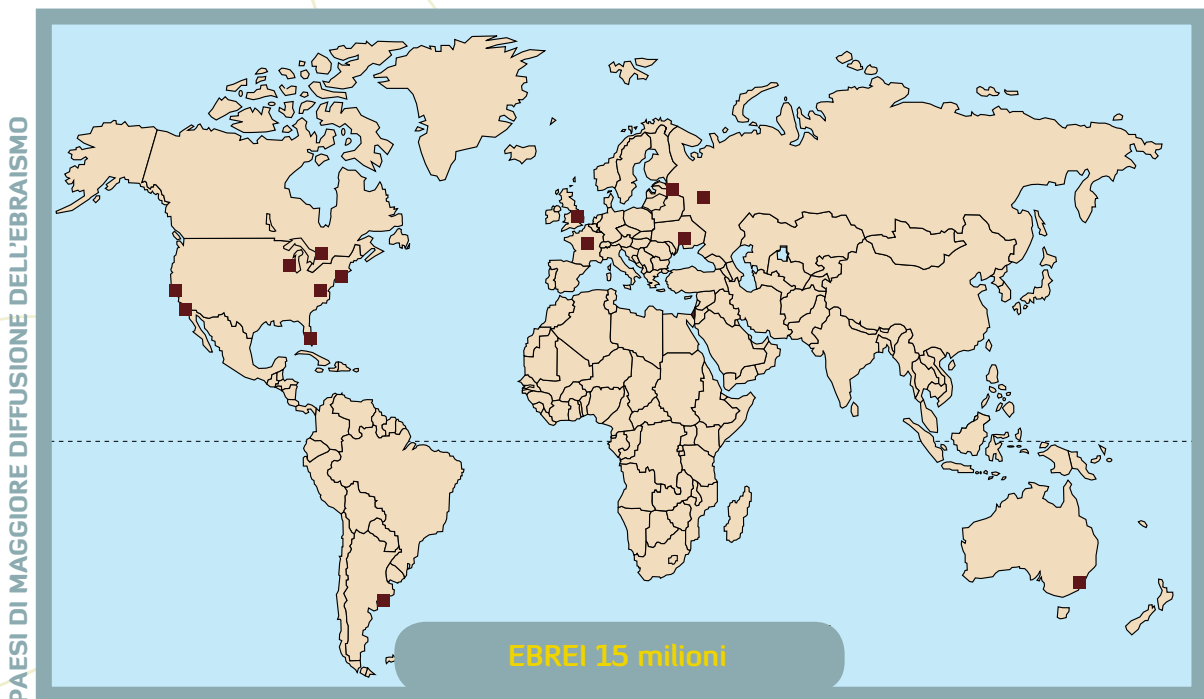 PAESI DI MAGGIORE DIFFUSIONE DELL'EBRAISMO
EBREI 15 milioni